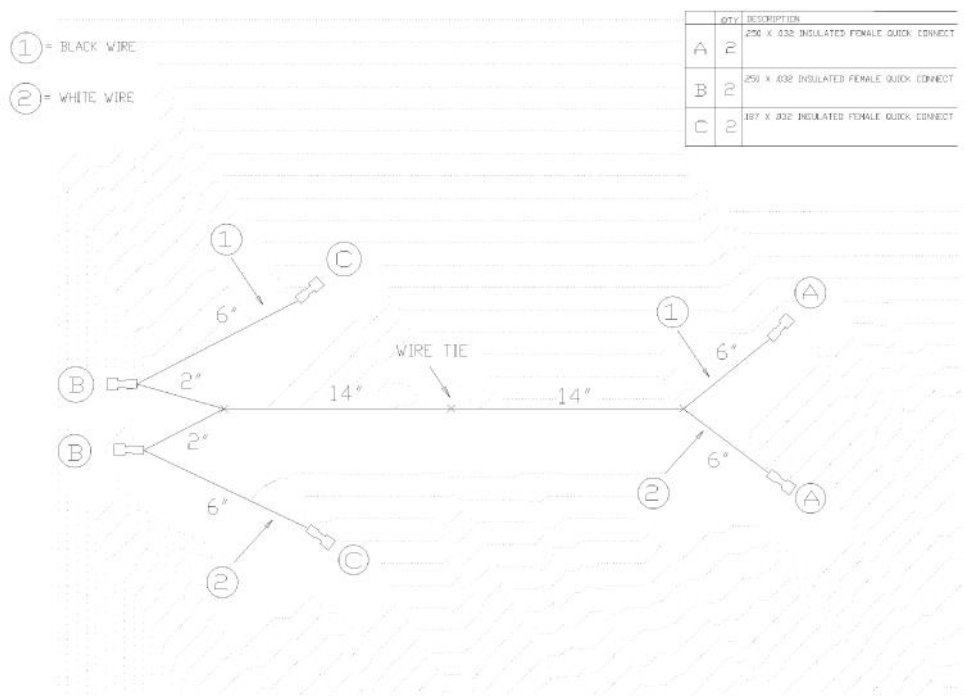 1 = BLACK WIRE
2 = WHITE WIRE
QTY DESCRIPTION
A 2 .250 X .032 INSULATED FEMALE QUICK CONNECT
B 2 .250 X .032 INSULATED FEMALE QUICK CONNECT
C 2 .187 X .032 INSULATED FEMALE QUICK CONNECT
1
C
6"
B
2"
WIRE TIE
14"
14"
1
A
6"
B
2"
6"
2
C
6"
2
A